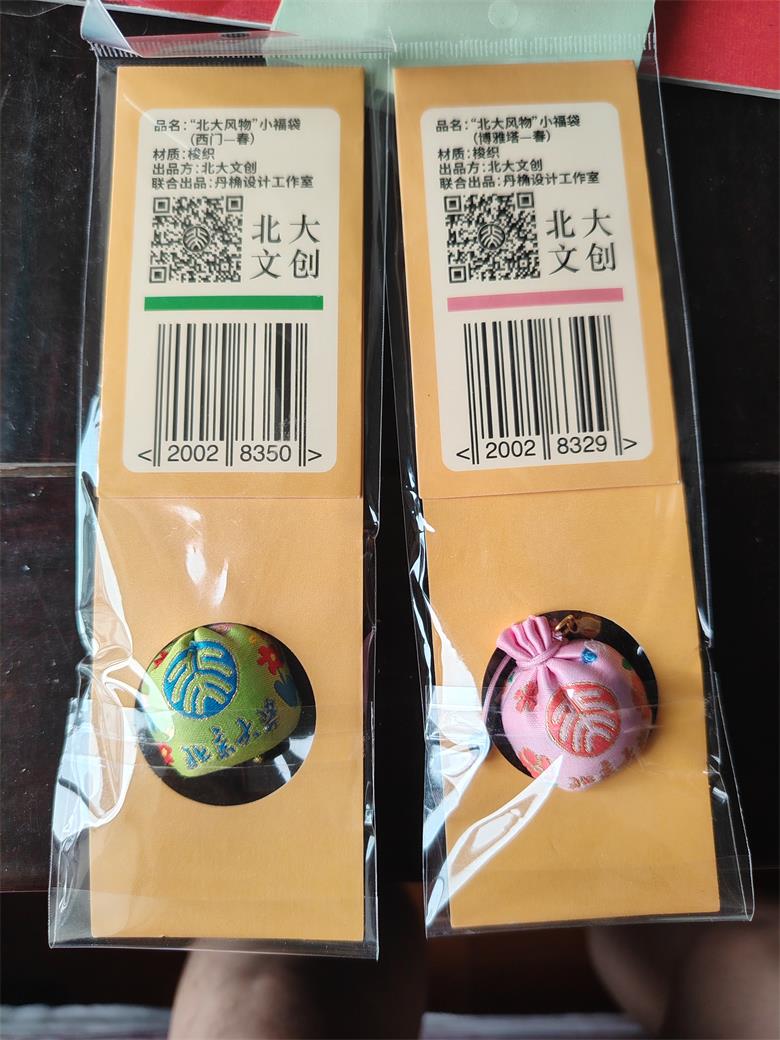 品名：“北大风物”小福袋
（西门—春）
材质：梭织
出品方：北大文创
联合出品：丹桷设计工作室
北大
文创
< 2002 8350 >
品名：“北大风物”小福袋
（博雅塔—春）
材质：梭织
出品方：北大文创
联合出品：丹桷设计工作室
北大
文创
< 2002 8329 >